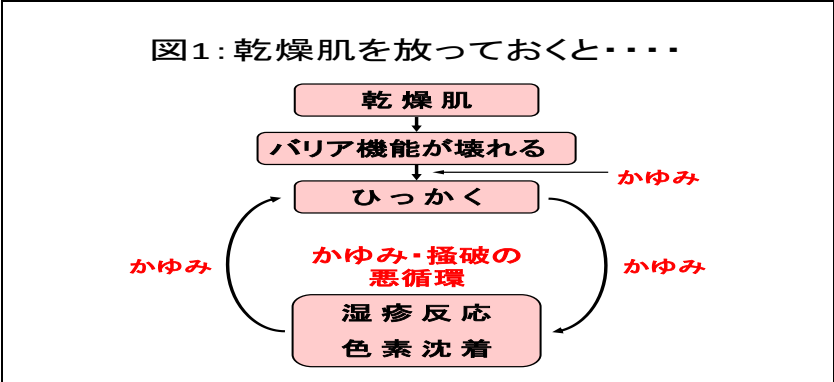 図1:乾燥肌を放っておくと・・・・
乾燥肌
バリア機能が壊れる
かゆみ
ひっかく
かゆみ
かゆみ・掻破の
悪循環
かゆみ
湿疹反応
色素沈着